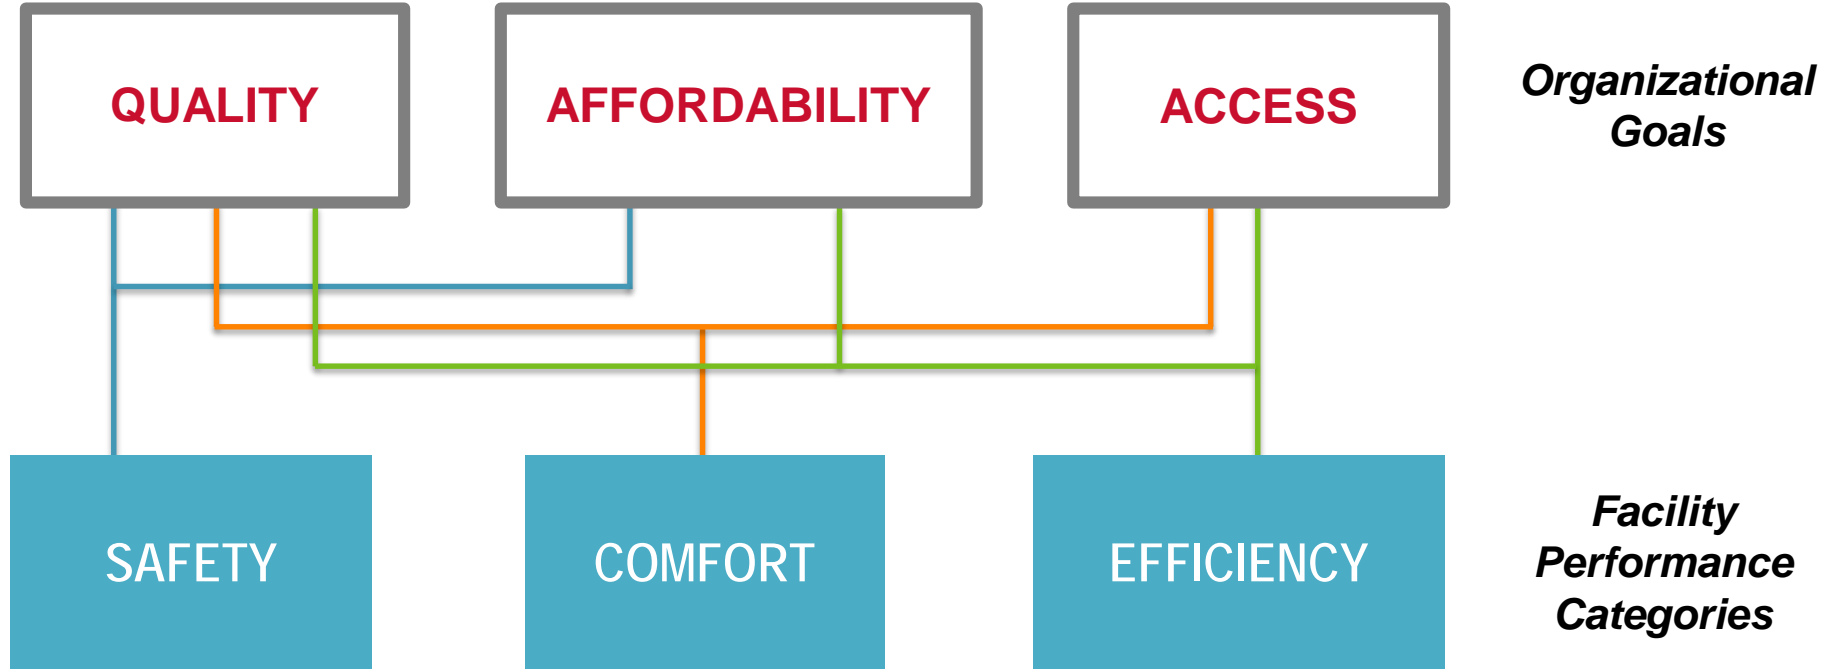 QUALITY
AFFORDABILITY
ACCESS
Organizational
Goals
SAFETY
COMFORT
EFFICIENCY
Facility
Performance
Categories